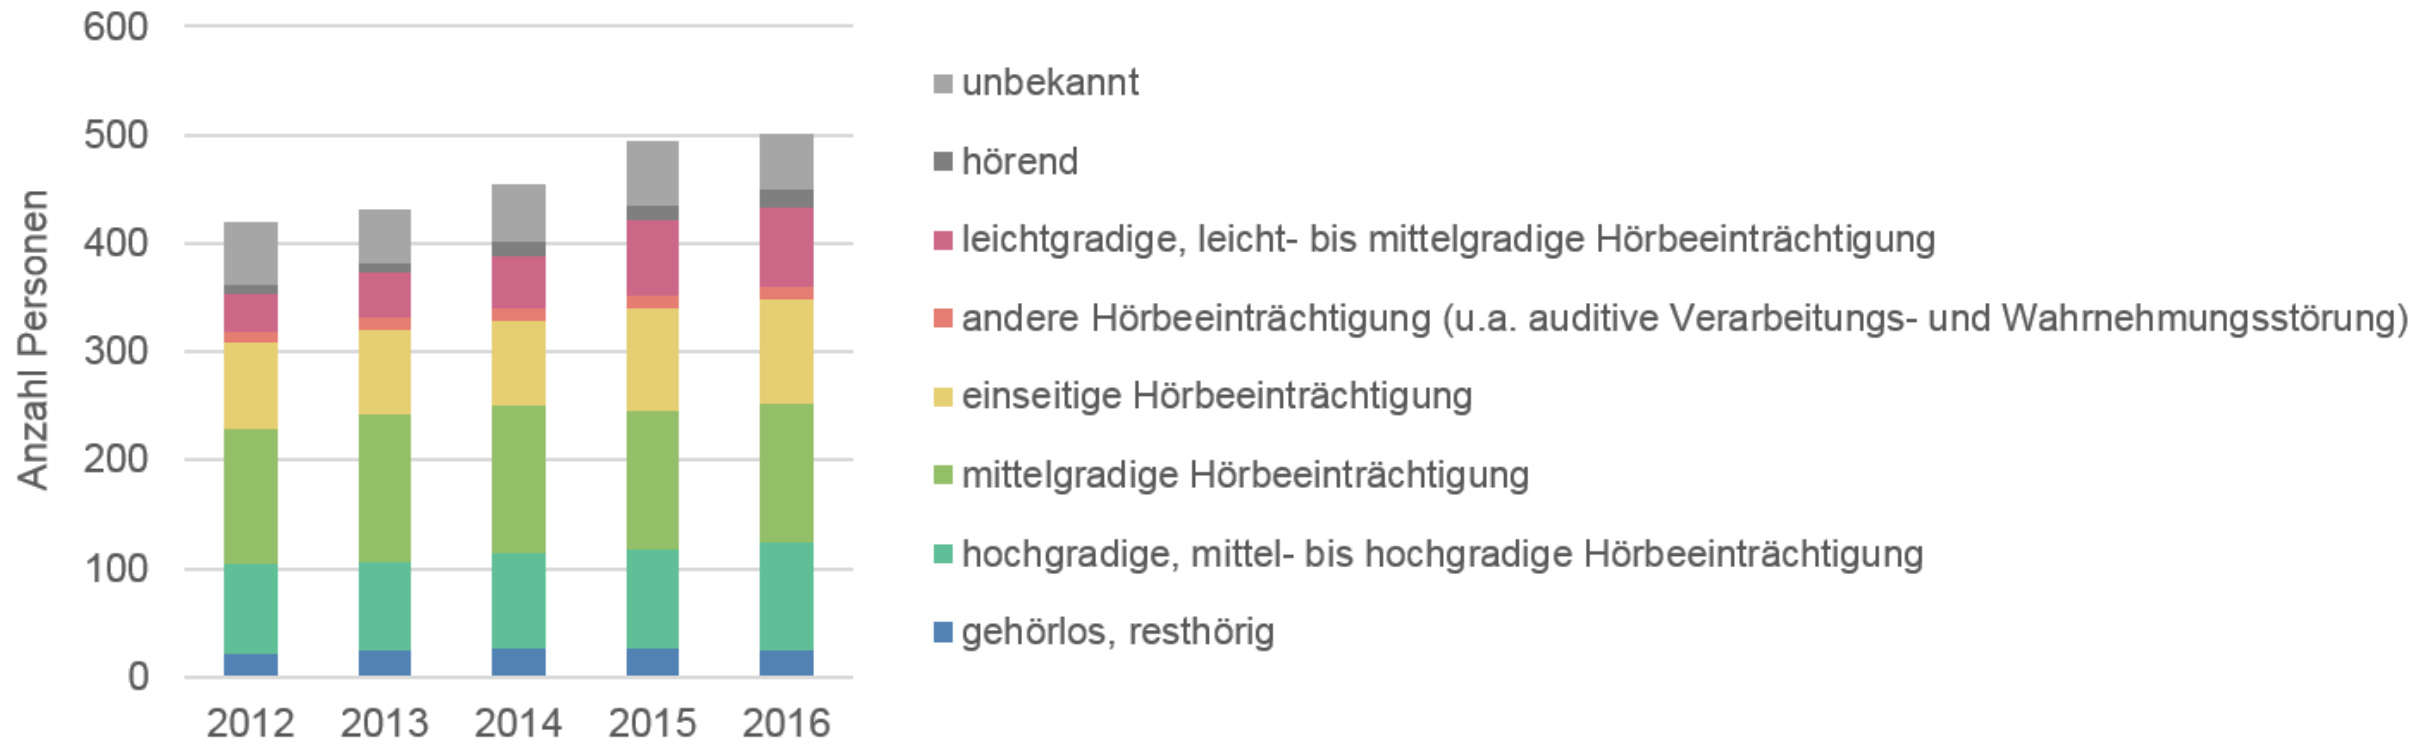 600
500
400
300
200
100
0
Anzahl Personen
2012 2013 2014 2015 2016
unbekannt
hörend
leichtgradige, leicht- bis mittelgradige Hörbeeinträchtigung
andere Hörbeeinträchtigung (u.a. auditive Verarbeitungs- und Wahrnehmungsstörung)
einseitige Hörbeeinträchtigung
mittelgradige Hörbeeinträchtigung
hochgradige, mittel- bis hochgradige Hörbeeinträchtigung
gehörlos, resthörig